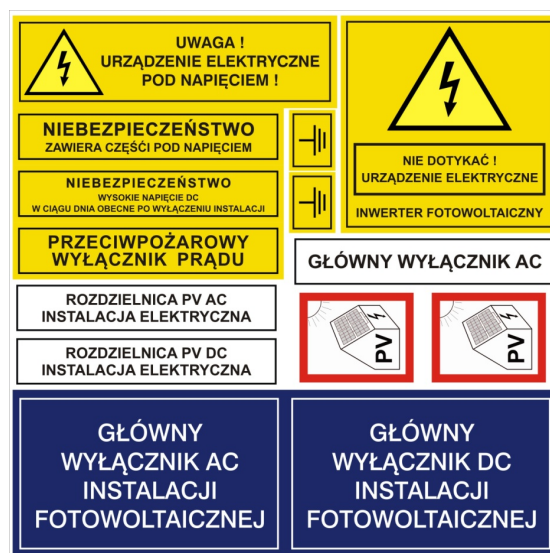 UWAGA !
URZĄDZENIE ELEKTRYCZNE
POD NAPIĘCIEM !
NIEBEZPIECZEŃSTWO
ZAWIERA CZĘŚĆI POD NAPIĘCIEM
NIEBEZPIECZEŃSTWO
WYSOKIE NAPIĘCIE DC
W CIĄGU DNIA OBECNE PO WYŁĄCZENIU INSTALACJI
PRZECIWPOŻAROWY
WYŁĄCZNIK PRĄDU
NIE DOTYKAĆ !
URZĄDZENIE ELEKTRYCZNE
INWERTER FOTOWOLTAICZNY
GŁÓWNY WYŁĄCZNIK AC
ROZDZIELNICA PV AC
INSTALACJA ELEKTRYCZNA
ROZDZIELNICA PV DC
INSTALACJA ELEKTRYCZNA
PV
PV
GŁÓWNY
WYŁĄCZNIK AC
INSTALACJI
FOTOWOLTAICZNEJ
GŁÓWNY
WYŁĄCZNIK DC
INSTALACJI
FOTOWOLTAICZNEJ